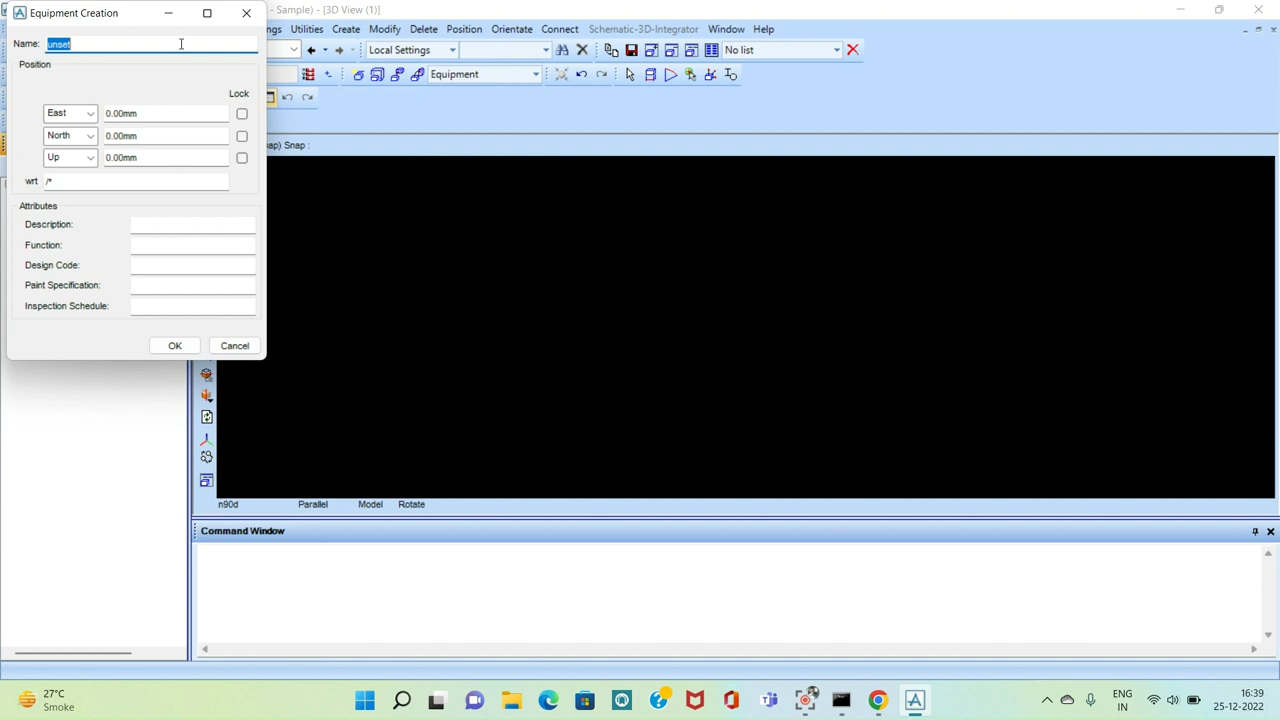 Equipment Creation
- Sample) - [3D View (1)]
Name: unset
ngs Utilities Create Modify Delete Position Orientate Connect Schematic-3D-Integrator Window Help
Local Settings No list
Position
Equipment
Lock
East 0.00mm
North 0.00mm
Up 0.00mm
ap) Snap :
wrt /*
Attributes
Description:
Function:
Design Code:
Paint Specification:
Inspection Schedule:
OK Cancel
n90d Parallel Model Rotate
Command Window
27°C
Smoke
ENG
IN
16:39
25-12-2022